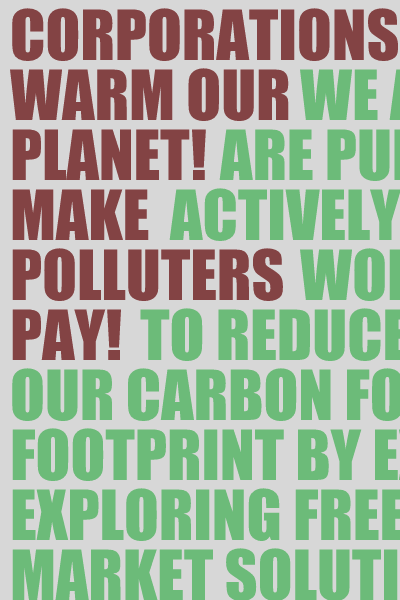 CORPORATIONS
WARM OUR WE
PLANET! ARE PU
MAKE ACTIVELY
POLLUTERS WO
PAY! TO REDUCE
OUR CARBON FO
FOOTPRINT BY E
EXPLORING FREE
MARKET SOLUTI